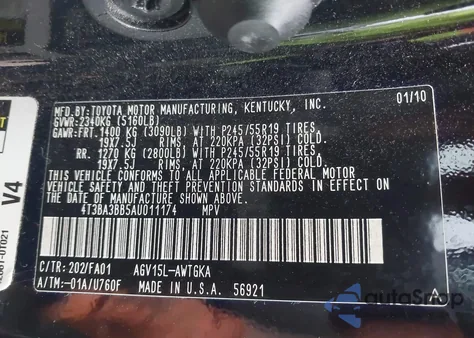 MFD.BY:TOYOTA MOTOR MANUFACTURING, KENTUCKY, INC.
01/10
GVWR:2340KG (5160LB)
GAWR:FRT. 1400 KG (3090LB) WITH P245/55R19 TIRES,
19X7.5J RIMS, AT 220KPA (32PSI) COLD.
RR. 1270 KG (2800LB) WITH P245/55R19 TIRES,
19X7.5J RIMS, AT 220KPA (32PSI) COLD.
THIS VEHICLE CONFORMS TO ALL APPLICABLE FEDERAL MOTOR
VEHICLE SAFETY, BUMPER, AND THEFT PREVENTION
STANDARDS IN EFFECT ON THE DATE OF MANUFACTURE
SHOWN ABOVE.
4T3BA3BB5AU011174 MPV
C/TR:202/FA01 AGV15L-AWTGKA
A/TM:-01A/U760F MADE IN U.S.A. 56921
A
V4
AutoSnap